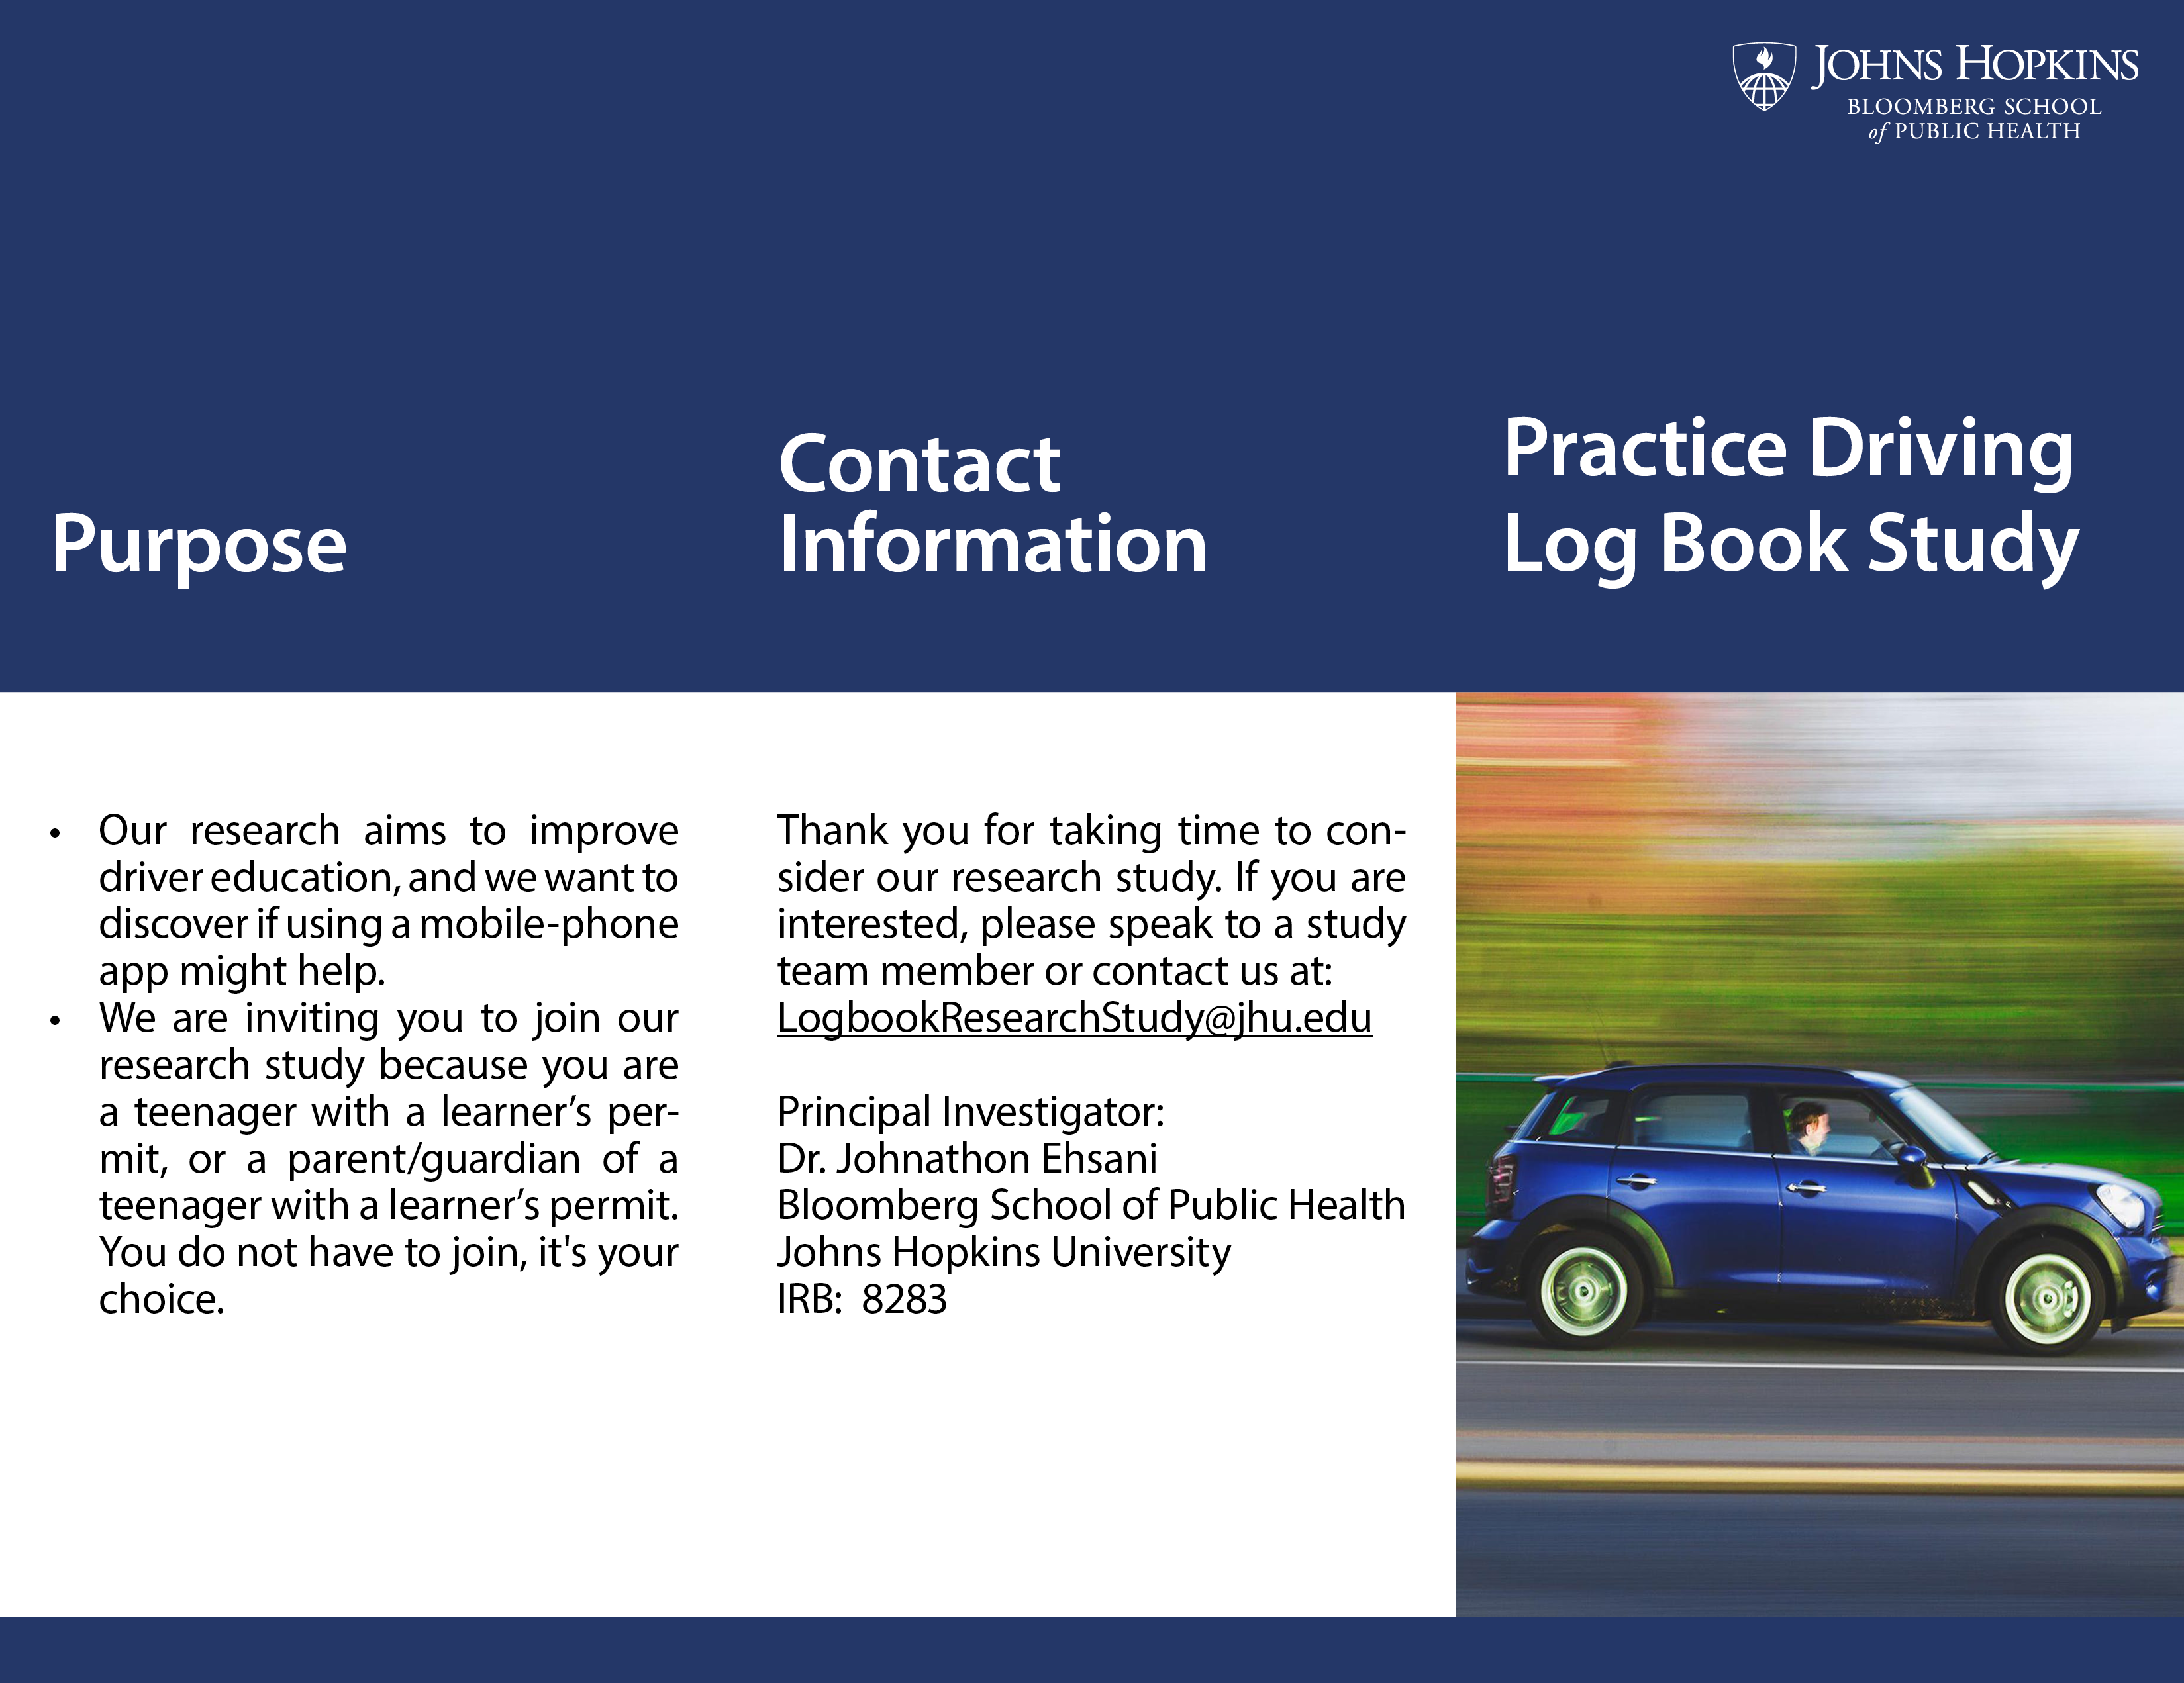 JOHNS HOPKINS
BLOOMBERG SCHOOL
of PUBLIC HEALTH
Purpose
Our research aims to improve
driver education, and we want to
discover if using a mobile-phone
app might help.
We are inviting you to join our
research study because you are
a teenager with a learner’s per-
mit, or a parent/guardian of a
teenager with a learner’s permit.
You do not have to join, it's your
choice.
Contact
Information
Thank you for taking time to con-
sider our research study. If you are
interested, please speak to a study
team member or contact us at:
LogbookResearchStudy@jhu.edu
Principal Investigator:
Dr. Johnathon Ehsani
Bloomberg School of Public Health
Johns Hopkins University
IRB:  8283
Practice Driving
Log Book Study